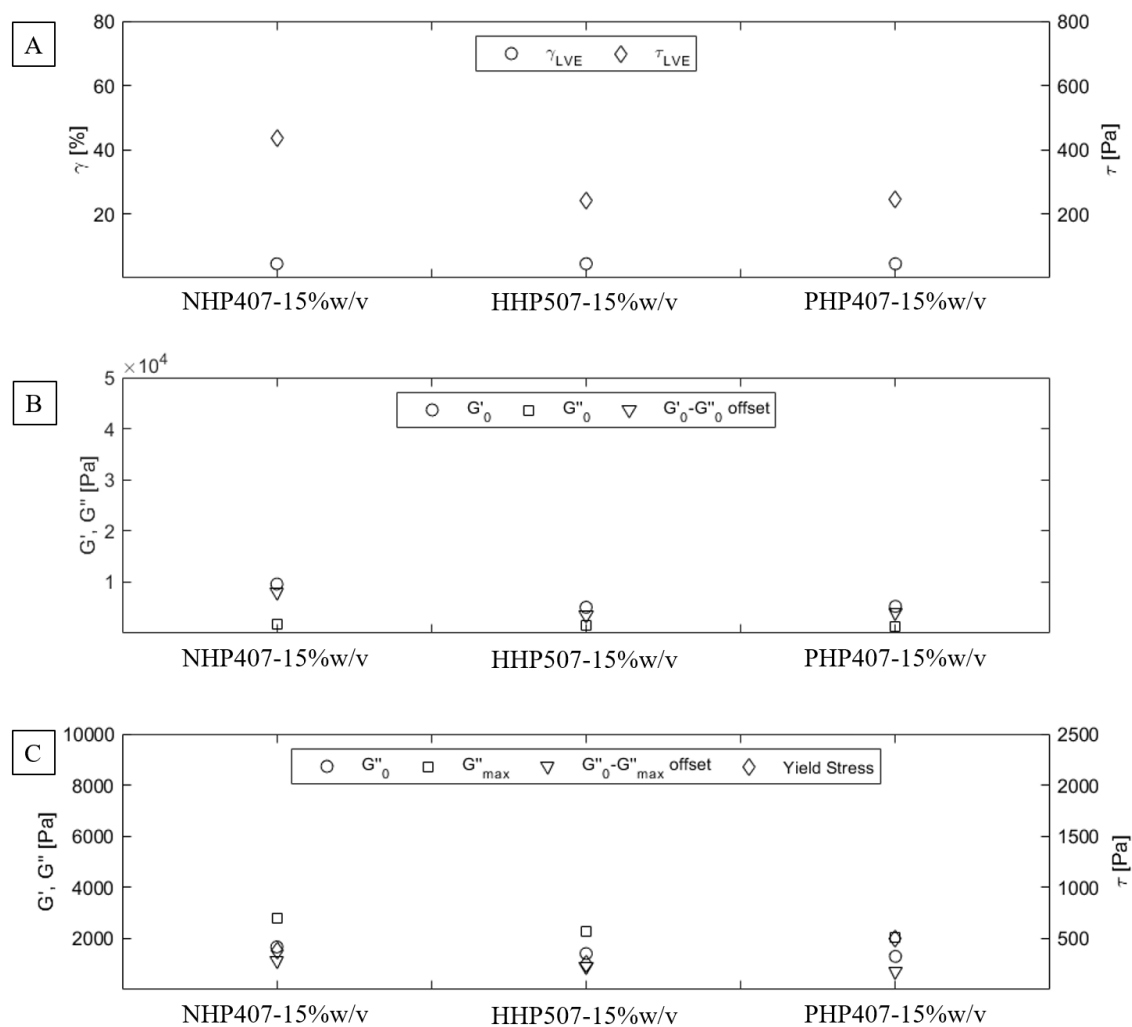 A
80
800
γLVE τLVE
60
600
γ [%]
τ [Pa]
40
400
20
200
NHP407-15%w/v HHP507-15%w/v PHP407-15%w/v
× 10⁴
B
5
G'0 G''0 G'0-G''0 offset
4
G', G'' [Pa]
3
2
1
NHP407-15%w/v HHP507-15%w/v PHP407-15%w/v
C
10000
2500
G''0 G''max G''0-G''max offset Yield Stress
8000
2000
G', G'' [Pa]
τ [Pa]
6000
1500
4000
1000
2000
500
NHP407-15%w/v HHP507-15%w/v PHP407-15%w/v